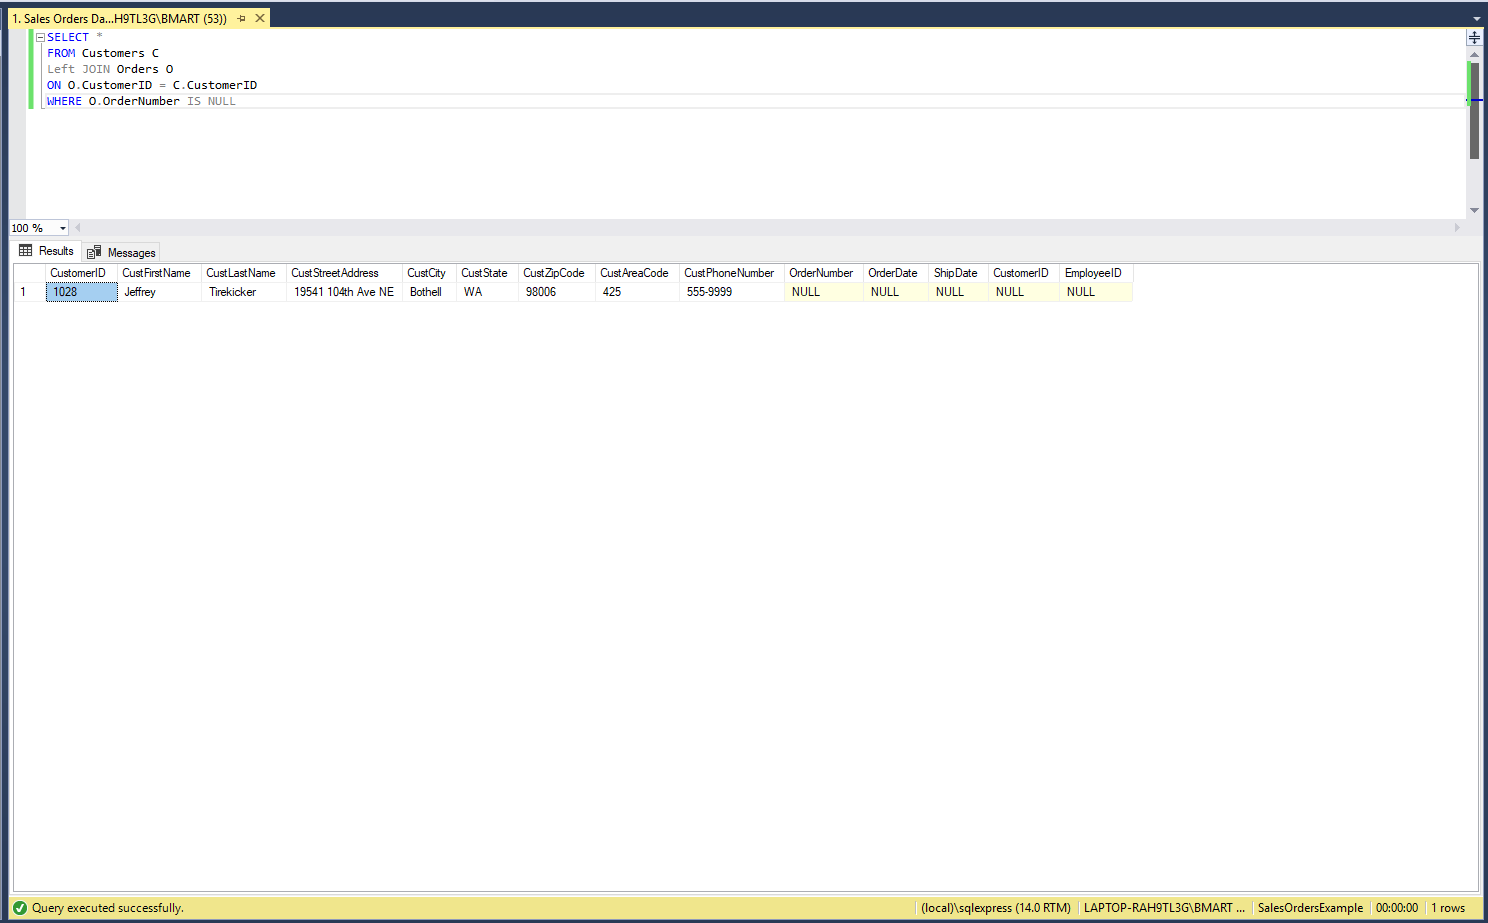 1. Sales Orders Da...H9TL3G\BMART (53))
SELECT *
FROM Customers C
Left JOIN Orders O
ON O.CustomerID = C.CustomerID
WHERE O.OrderNumber IS NULL
100 %
Results Messages
CustomerID CustFirstName CustLastName CustStreetAddress CustCity CustState CustZipCode CustAreaCode CustPhoneNumber OrderNumber OrderDate ShipDate CustomerID EmployeeID
1 1028 Jeffrey Tirekicker 19541 104th Ave NE Bothell WA 98006 425 555-9999 NULL NULL NULL NULL NULL
Query executed successfully. (local)\sqlexpress (14.0 RTM) LAPTOP-RAH9TL3G\BMART ... SalesOrdersExample 00:00:00 1 rows